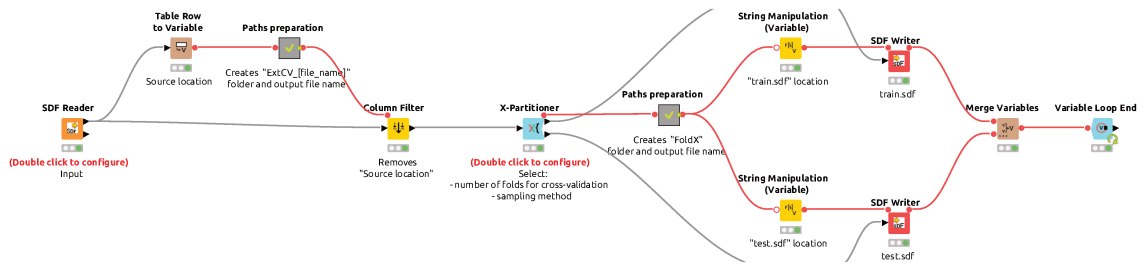 Table Row
to Variable
Source location
Paths preparation
Creates "ExtCV_[file_name]"
folder and output file name
SDF Reader
SDF
(Double click to configure)
Input
Column Filter
Removes
"Source location"
X-Partitioner
(Double click to configure)
Select:
- number of folds for cross-validation
- sampling method
Paths preparation
Creates "FoldX"
folder and output file name
String Manipulation
(Variable)
"train.sdf" location
SDF Writer
SDF
train.sdf
String Manipulation
(Variable)
"test.sdf" location
SDF Writer
SDF
test.sdf
Merge Variables
Variable Loop End